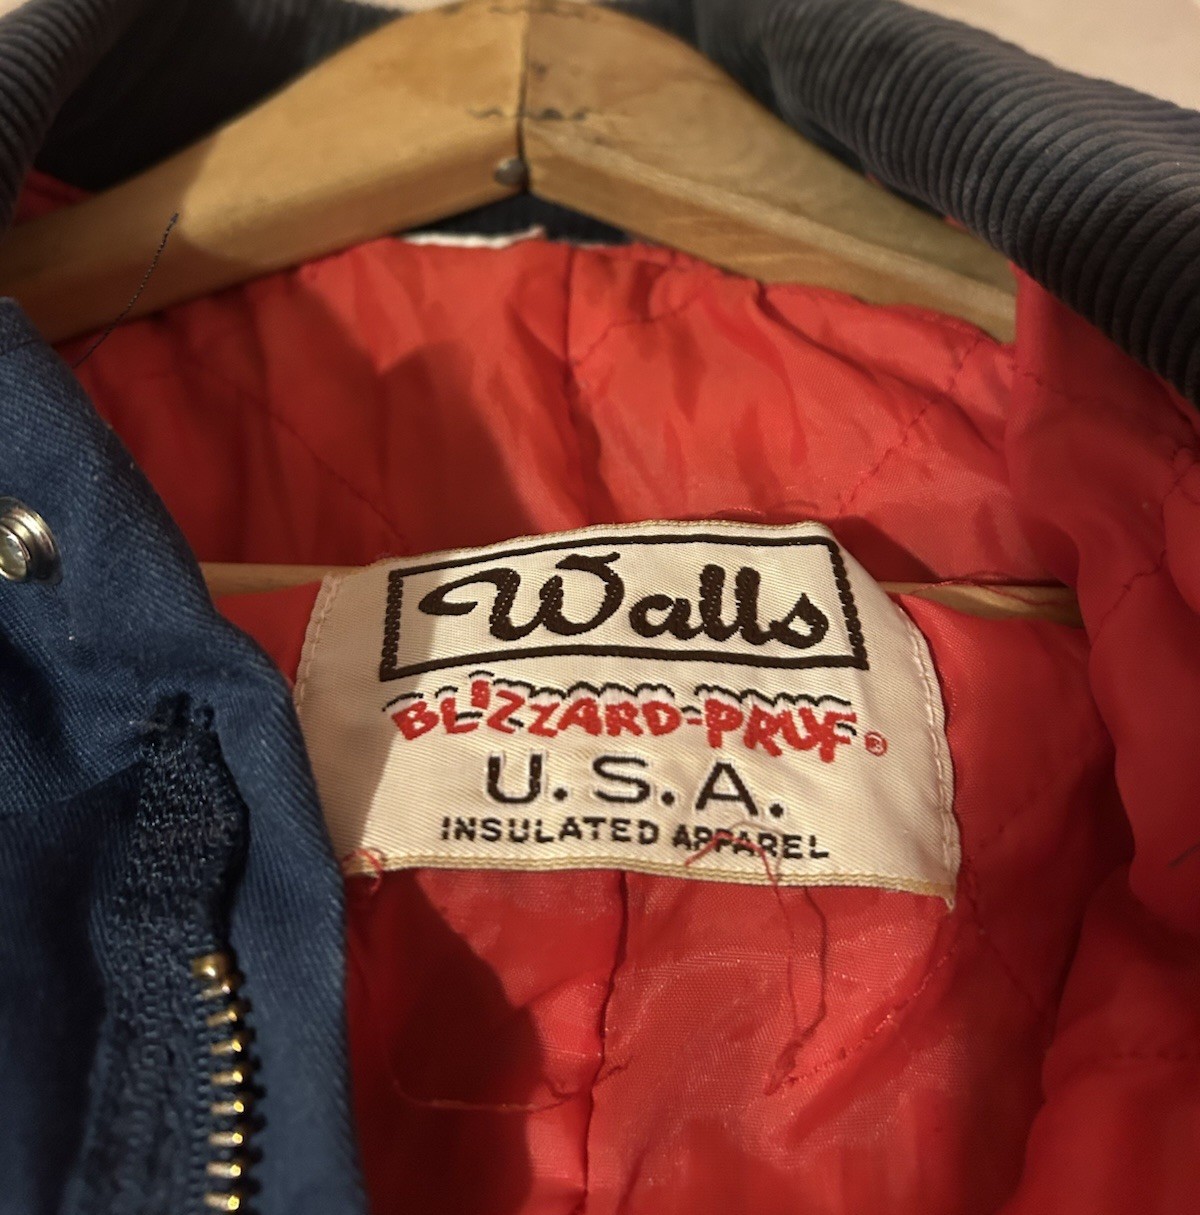 Walls
BLIZZARD-PRUF®
U.S.A.
INSULATED APPAREL